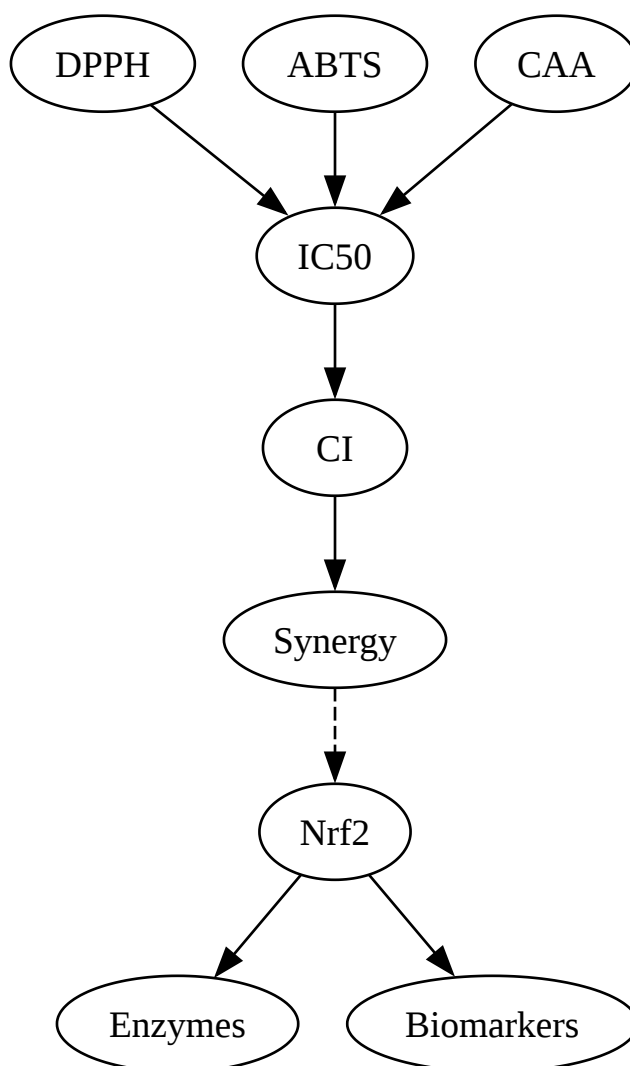 DPPH ABTS CAA
IC50
CI
Synergy
Nrf2
Enzymes Biomarkers